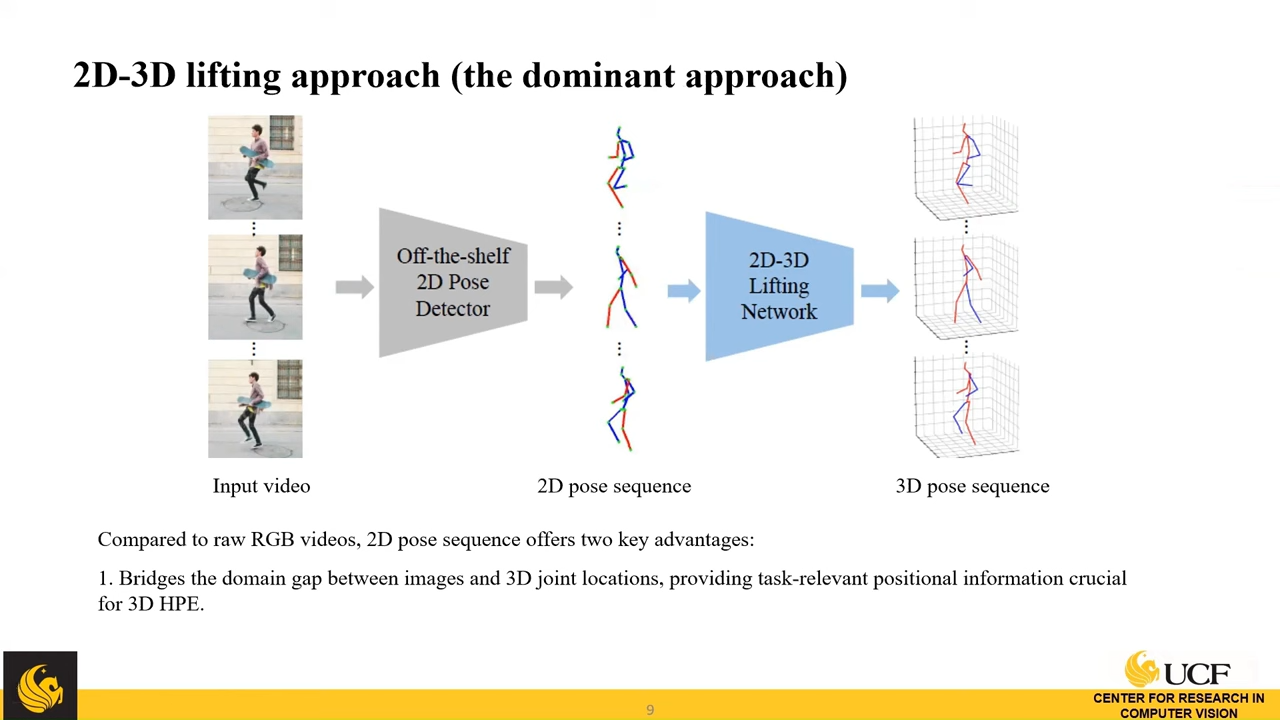 2D-3D lifting approach (the dominant approach)
Off-the-shelf
2D Pose
Detector
2D-3D
Lifting
Network
Input video
2D pose sequence
3D pose sequence
Compared to raw RGB videos, 2D pose sequence offers two key advantages:
1. Bridges the domain gap between images and 3D joint locations, providing task-relevant positional information crucial
for 3D HPE.
UCF
CENTER FOR RESEARCH IN
COMPUTER VISION
9